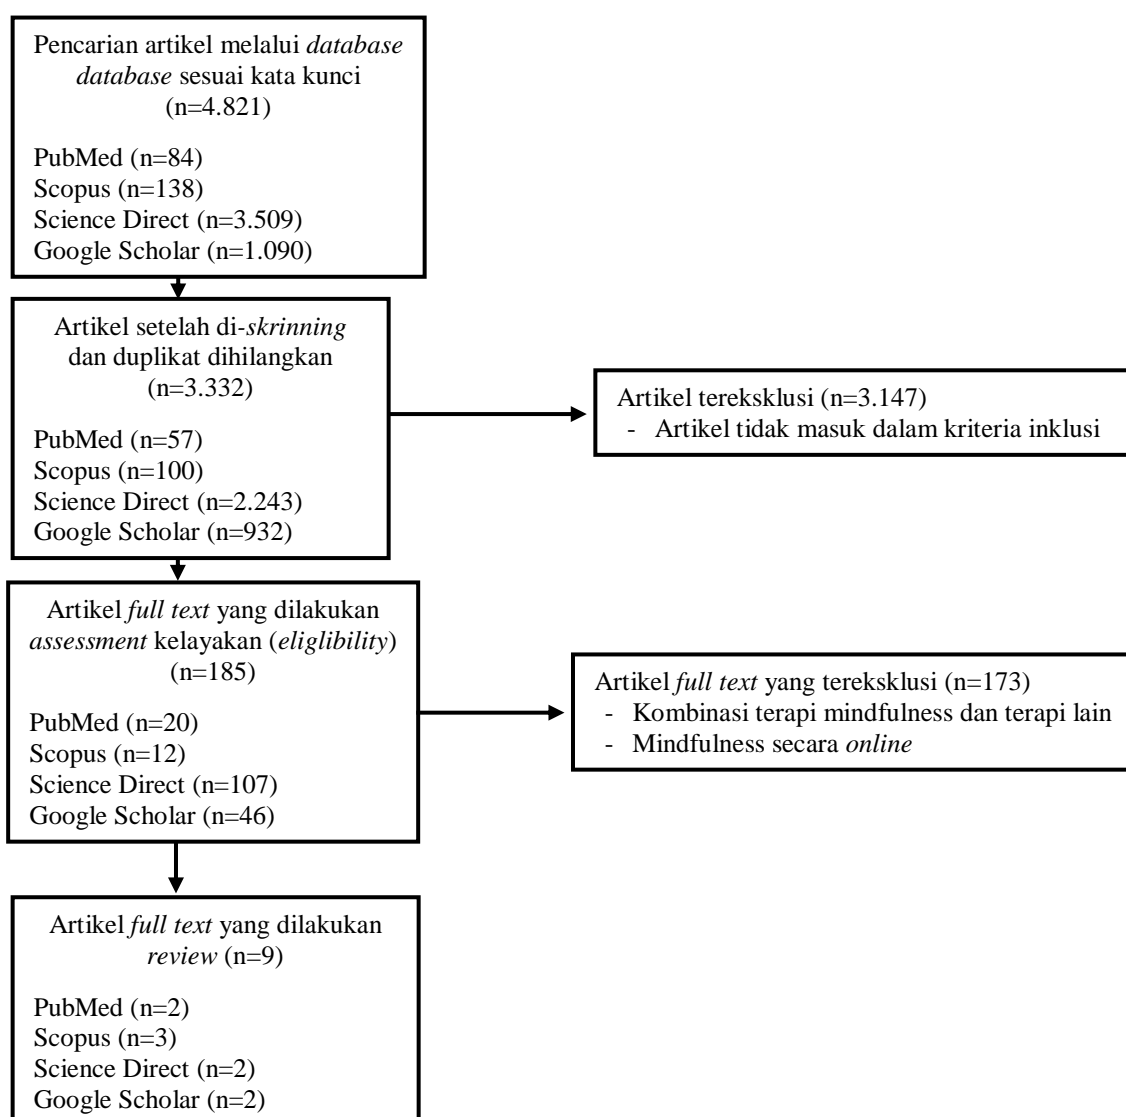 Pencarian artikel melalui database
database sesuai kata kunci
(n=4.821)
PubMed (n=84)
Scopus (n=138)
Science Direct (n=3.509)
Google Scholar (n=1.090)
Artikel setelah di-skrinning
dan duplikat dihilangkan
(n=3.332)
PubMed (n=57)
Scopus (n=100)
Science Direct (n=2.243)
Google Scholar (n=932)
Artikel tereksklusi (n=3.147)
- Artikel tidak masuk dalam kriteria inklusi
Artikel full text yang dilakukan
assessment kelayakan (eliglibility)
(n=185)
PubMed (n=20)
Scopus (n=12)
Science Direct (n=107)
Google Scholar (n=46)
Artikel full text yang tereksklusi (n=173)
- Kombinasi terapi mindfulness dan terapi lain
- Mindfulness secara online
Artikel full text yang dilakukan
review (n=9)
PubMed (n=2)
Scopus (n=3)
Science Direct (n=2)
Google Scholar (n=2)